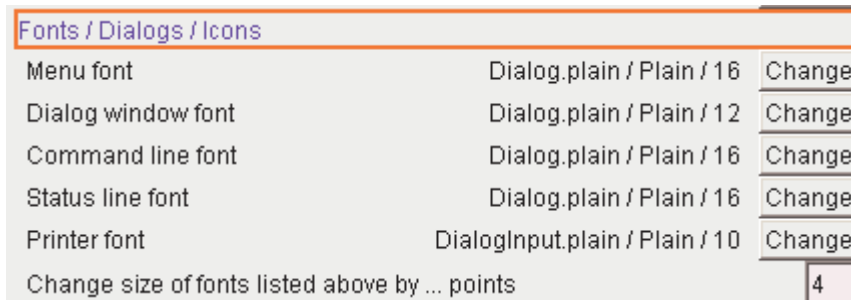 Fonts / Dialogs / Icons
Menu font Dialog.plain / Plain / 16 Change
Dialog window font Dialog.plain / Plain / 12 Change
Command line font Dialog.plain / Plain / 16 Change
Status line font Dialog.plain / Plain / 16 Change
Printer font DialogInput.plain / Plain / 10 Change
Change size of fonts listed above by ... points 4